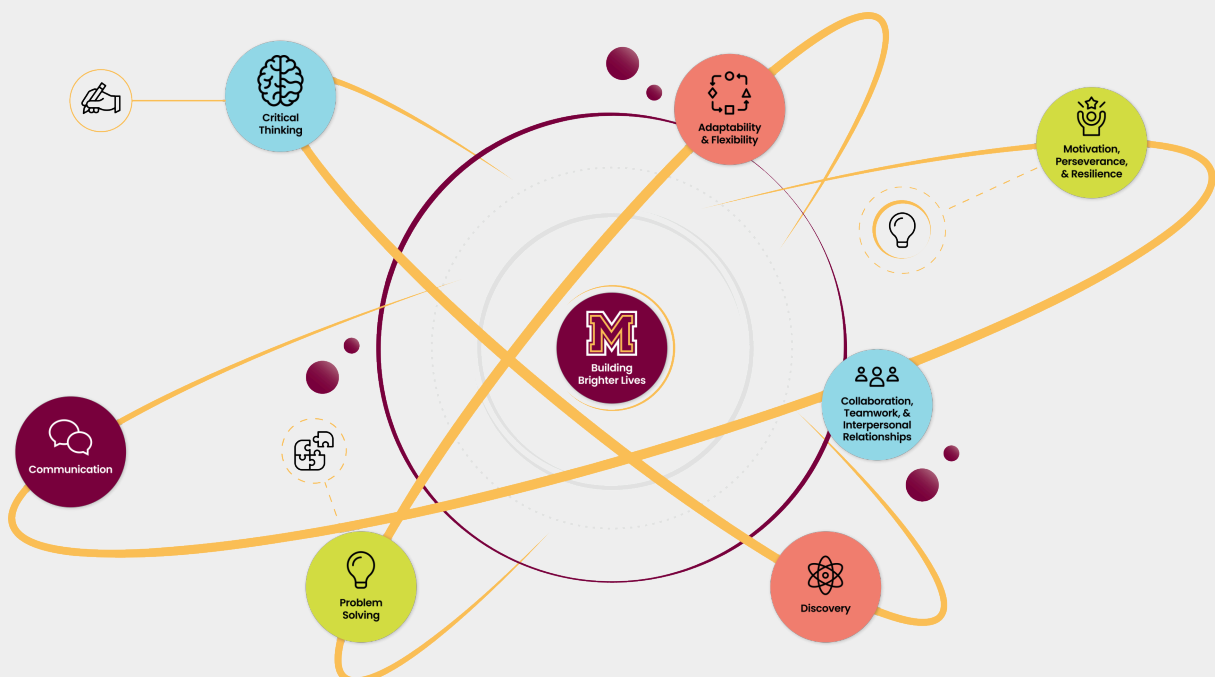 Critical
Thinking
Adaptability
& Flexibility
Motivation,
Perseverance,
& Resilience
M
Building
Brighter Lives
Collaboration,
Teamwork, &
Interpersonal
Relationships
Communication
Problem
Solving
Discovery